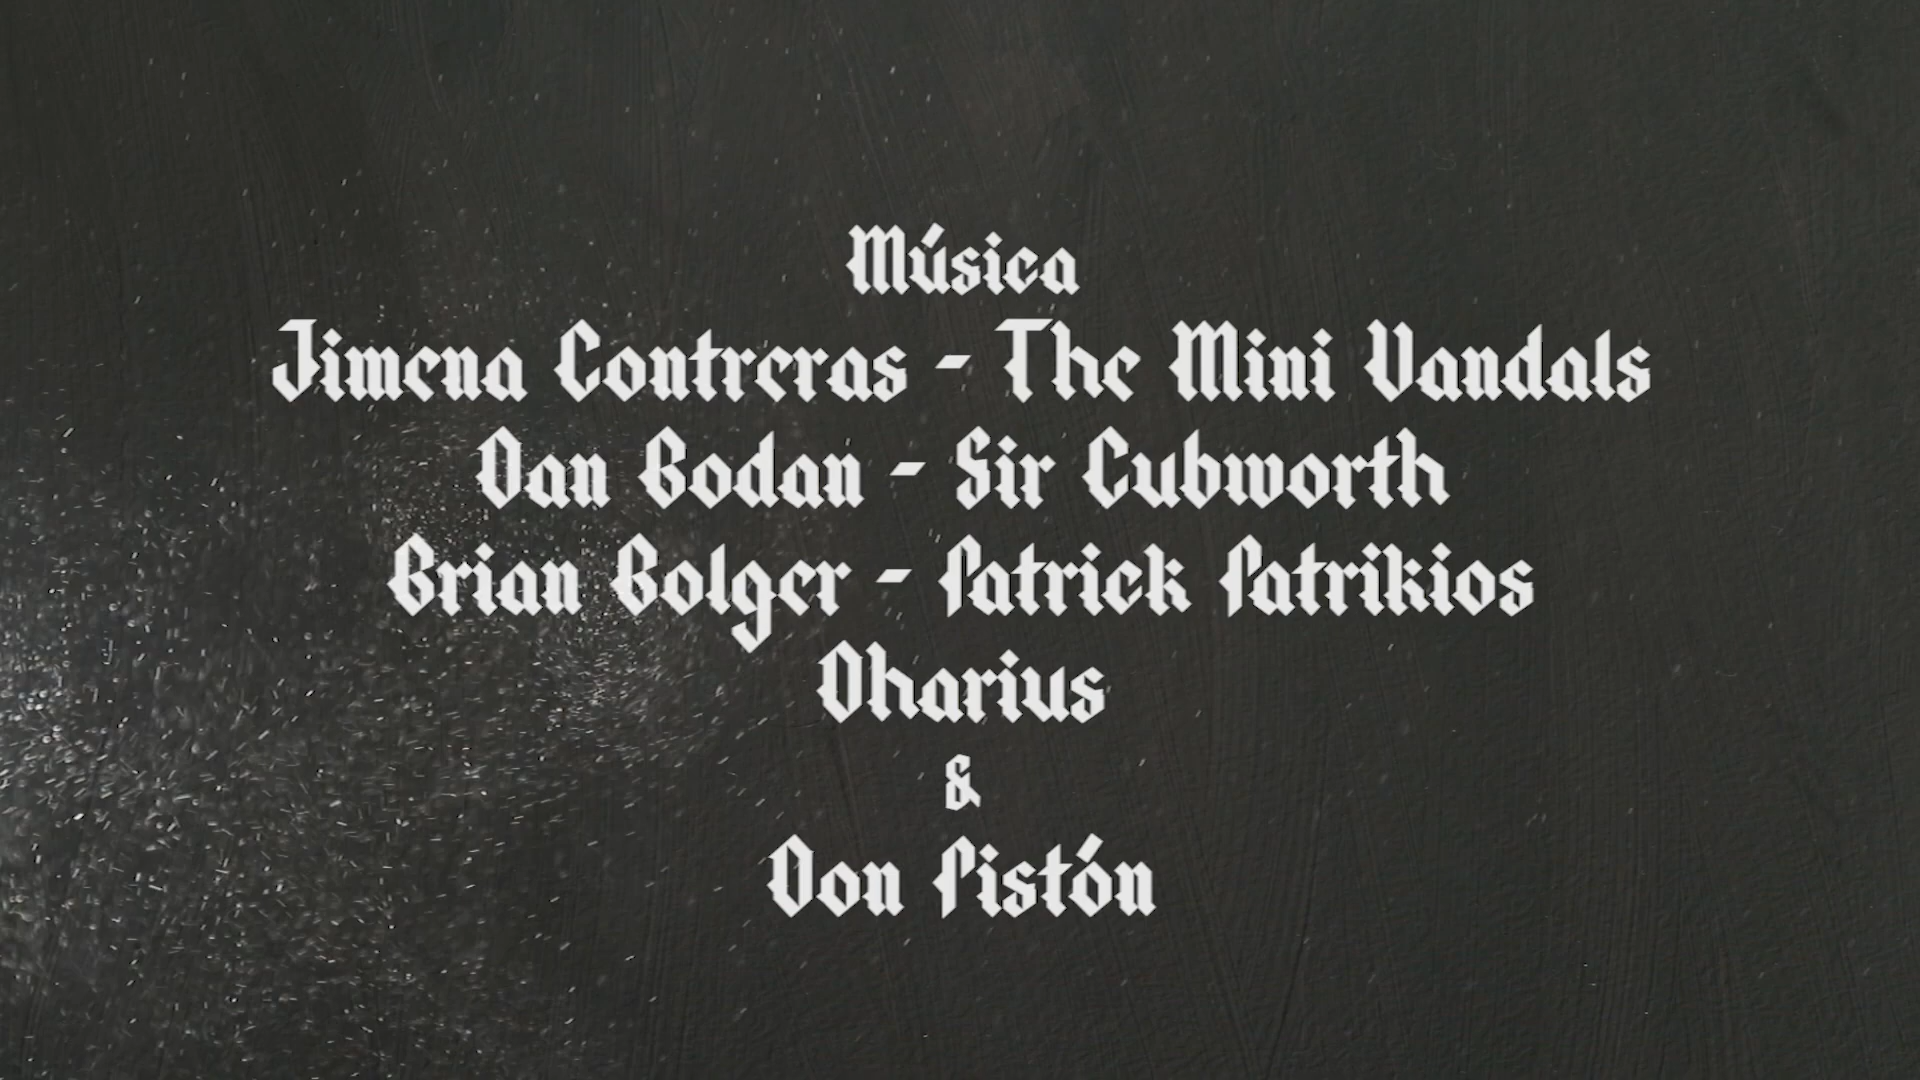 Música
Jimena Contreras - The Mini Vandals
Dan Bodan - Sir Cubworth
Brian Bolger - Patrick Patrikios
Dharius
&
Don Pistón